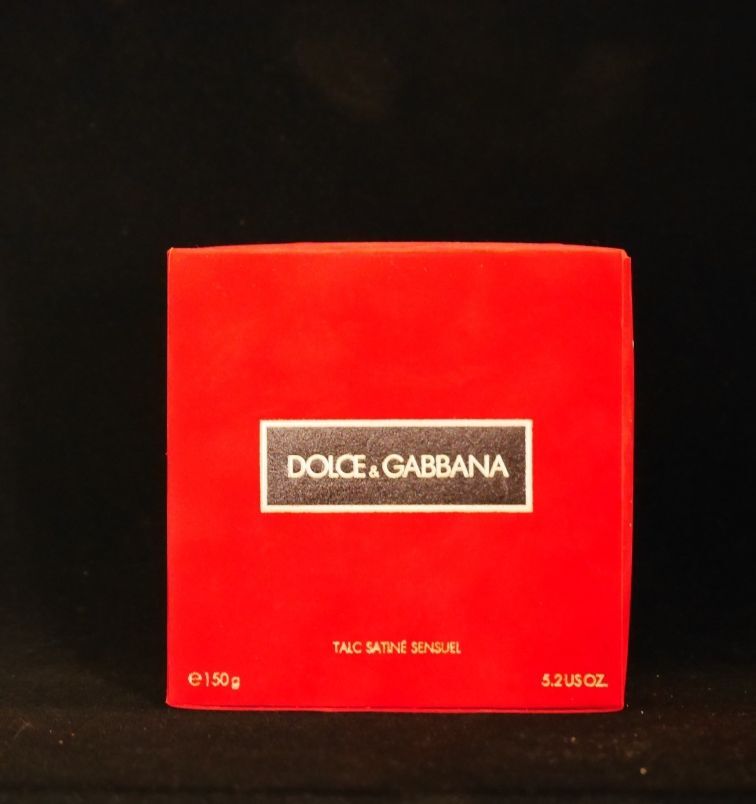 DOLCE & GABBANA
TALC SATINÉ SENSUEL
℮150g 5.2 US OZ.